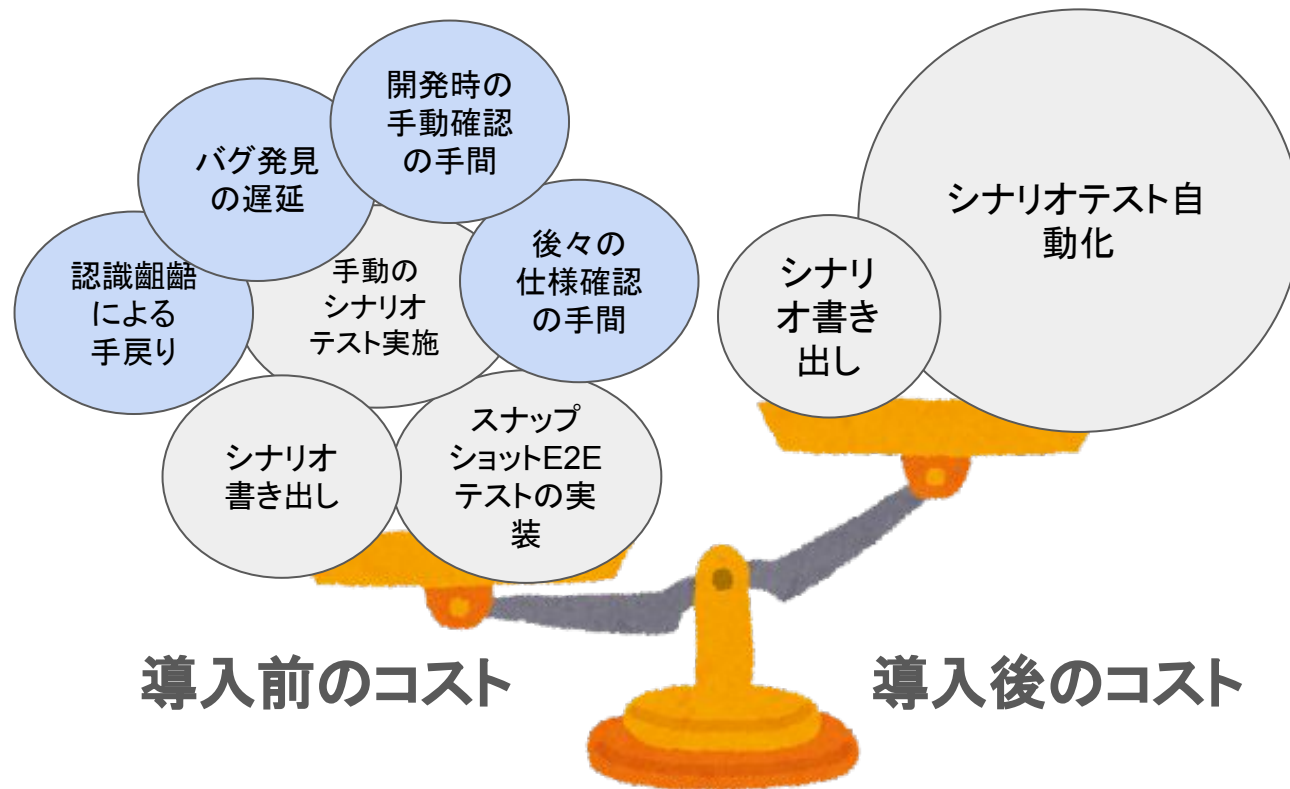 開発時の
手動確認
の手間
バグ発見
の遅延
認識齟齬
による
手戻り
手動の
シナリオ
テスト実施
後々の
仕様確認
の手間
シナリオ
書き出し
スナップ
ショットE2E
テストの実
装
導入前のコスト
シナリオテスト自
動化
シナリ
オ書き
出し
導入後のコスト